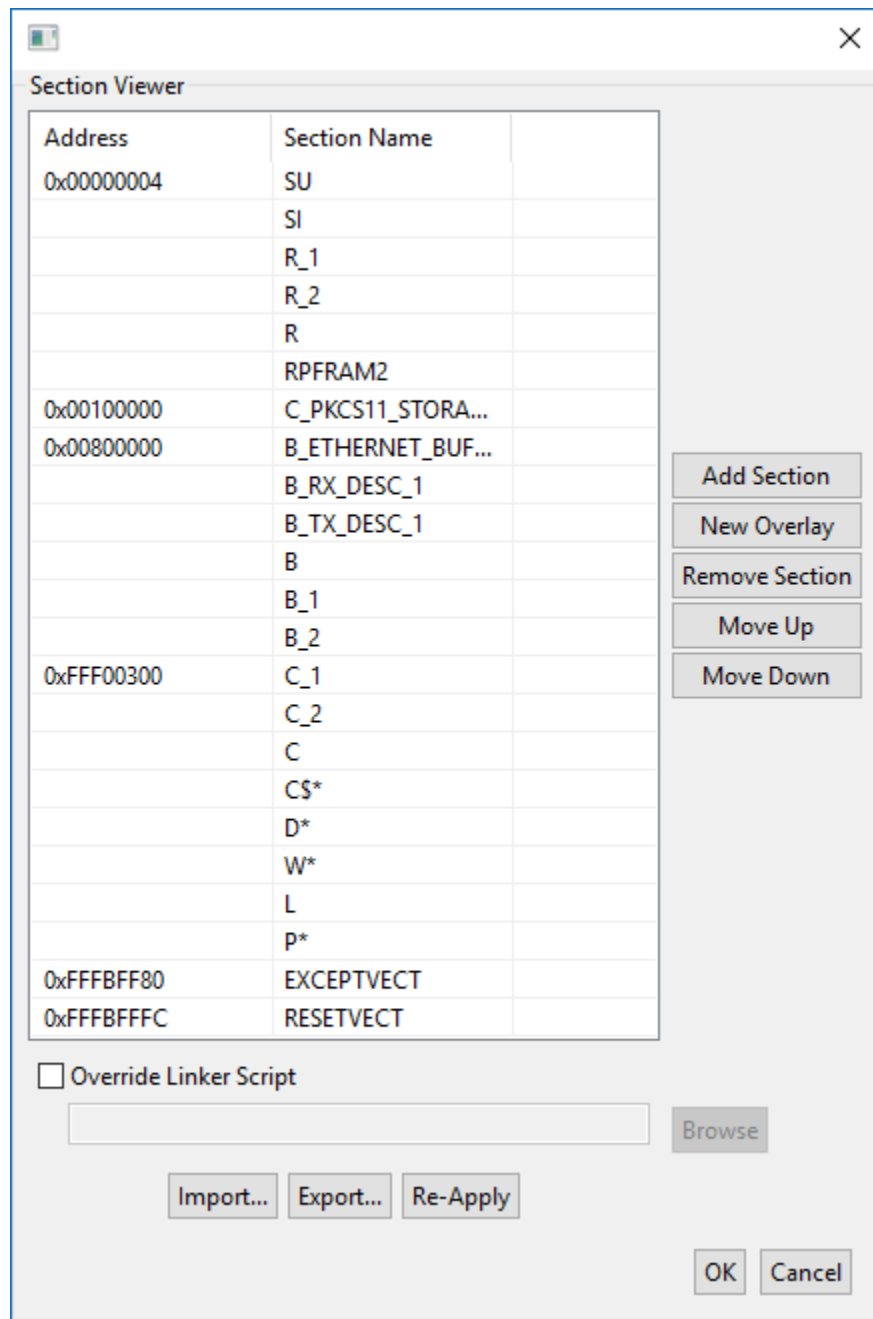 Section Viewer
Address Section Name
0x00000004 SU
SI
R_1
R_2
R
RPFRAM2
0x00100000 C_PKCS11_STORA...
0x00800000 B_ETHERNET_BUF...
B_RX_DESC_1
B_TX_DESC_1
B
B_1
B_2
0xFFF00300 C_1
C_2
C
C$*
D*
W*
L
P*
0xFFFBFF80 EXCEPTVECT
0xFFFBFFFC RESETVECT
Add Section
New Overlay
Remove Section
Move Up
Move Down
Override Linker Script
Browse
Import... Export... Re-Apply
OK Cancel